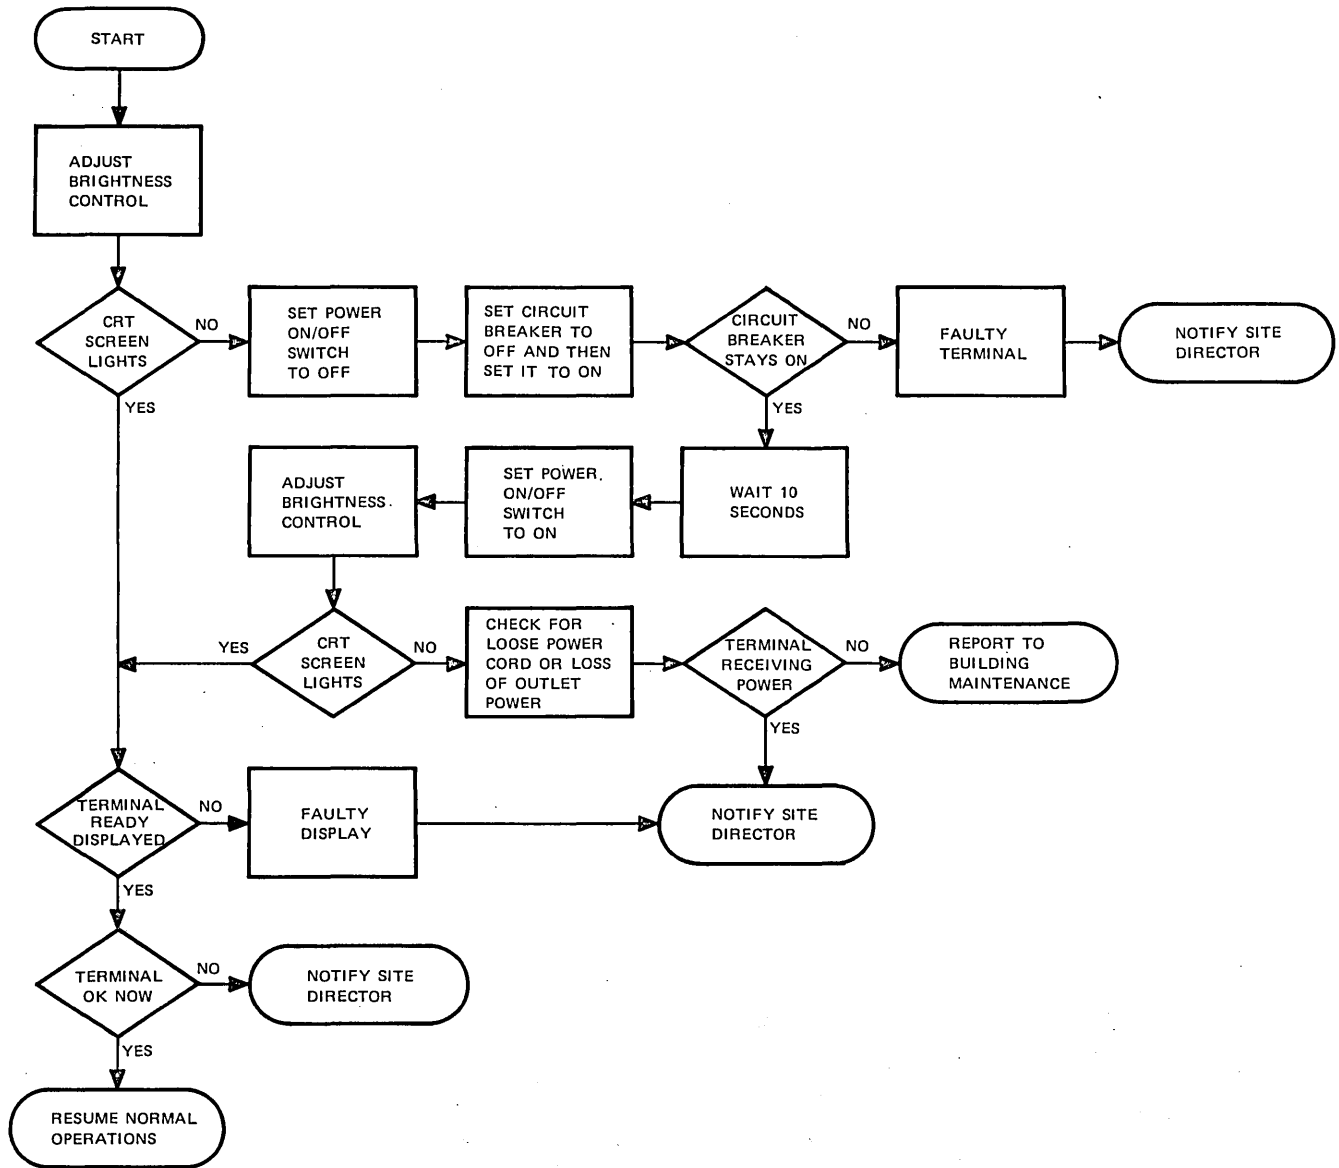 START
ADJUST
BRIGHTNESS
CONTROL
CRT
SCREEN
LIGHTS
NO
YES
SET POWER
ON/OFF
SWITCH
TO OFF
SET CIRCUIT
BREAKER TO
OFF AND THEN
SET IT TO ON
CIRCUIT
BREAKER
STAYS ON
NO
YES
FAULTY
TERMINAL
NOTIFY SITE
DIRECTOR
WAIT 10
SECONDS
SET POWER
ON/OFF
SWITCH
TO ON
ADJUST
BRIGHTNESS
CONTROL
CRT
SCREEN
LIGHTS
YES
NO
CHECK FOR
LOOSE POWER
CORD OR LOSS
OF OUTLET
POWER
TERMINAL
RECEIVING
POWER
NO
YES
REPORT TO
BUILDING
MAINTENANCE
TERMINAL
READY
DISPLAYED
NO
YES
FAULTY
DISPLAY
NOTIFY SITE
DIRECTOR
TERMINAL
OK NOW
NO
YES
NOTIFY SITE
DIRECTOR
RESUME NORMAL
OPERATIONS